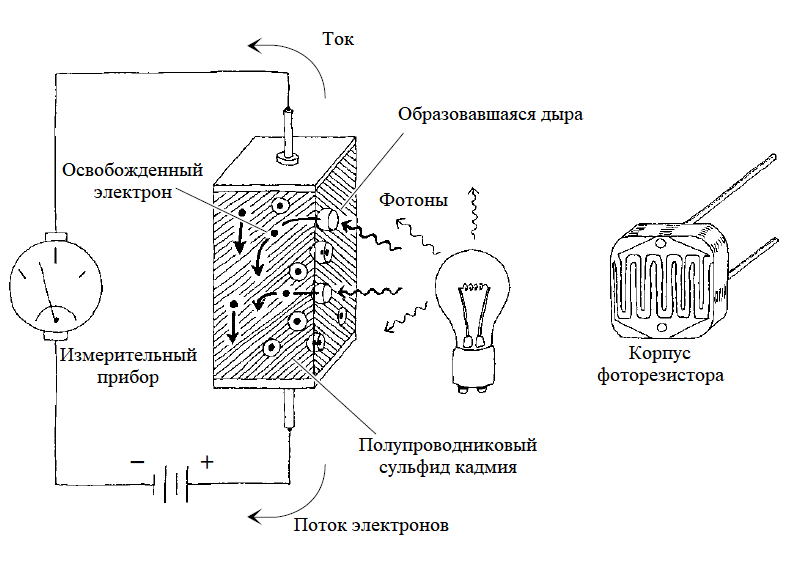 Ток
Образовавшаяся дыра
Освобожденный
электрон
Фотоны
Измерительный
прибор
Корпус
фоторезистора
Полупроводниковый
сульфид кадмия
− +
Поток электронов